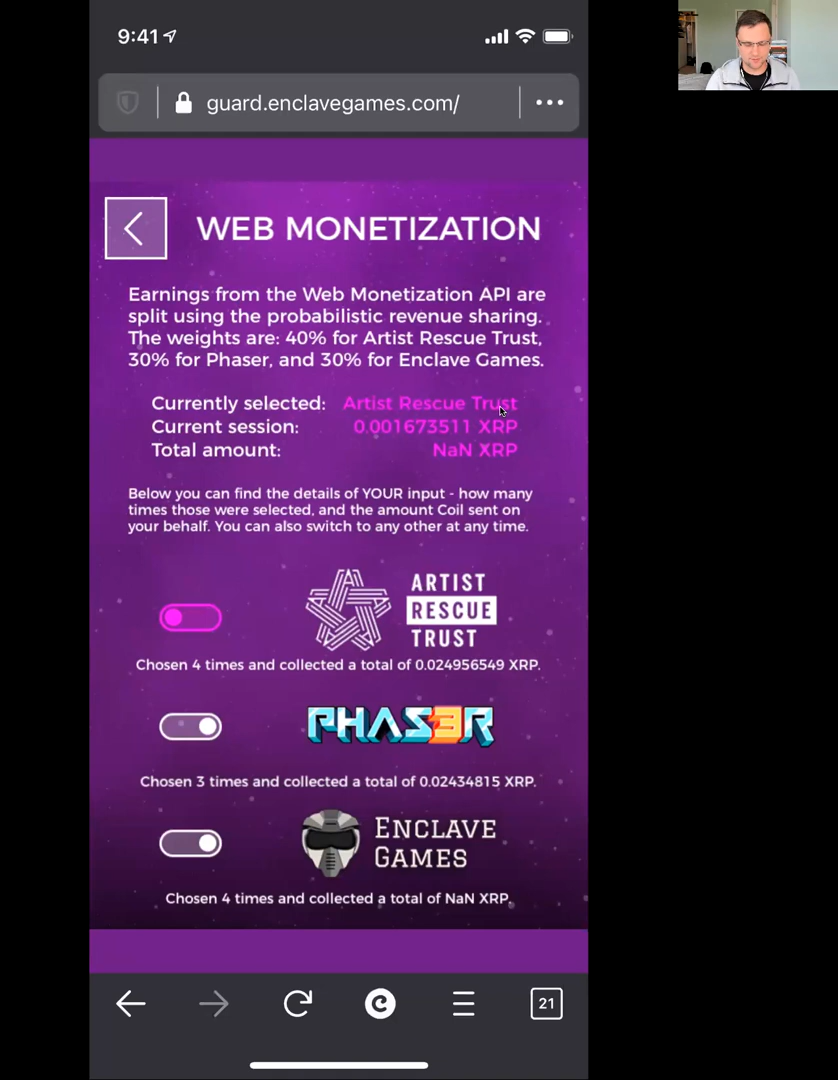 9:41
guard.enclavegames.com/
WEB MONETIZATION
Earnings from the Web Monetization API are
split using the probabilistic revenue sharing.
The weights are: 40% for Artist Rescue Trust,
30% for Phaser, and 30% for Enclave Games.
Currently selected: Artist Rescue Trust
Current session: 0.001673511 XRP
Total amount: NaN XRP
Below you can find the details of YOUR input - how many
times those were selected, and the amount Coil sent on
your behalf. You can also switch to any other at any time.
ARTIST
RESCUE
TRUST
Chosen 4 times and collected a total of 0.024956549 XRP.
PHAS3R
Chosen 3 times and collected a total of 0.02434815 XRP.
ENCLAVE
GAMES
Chosen 4 times and collected a total of NaN XRP.
21